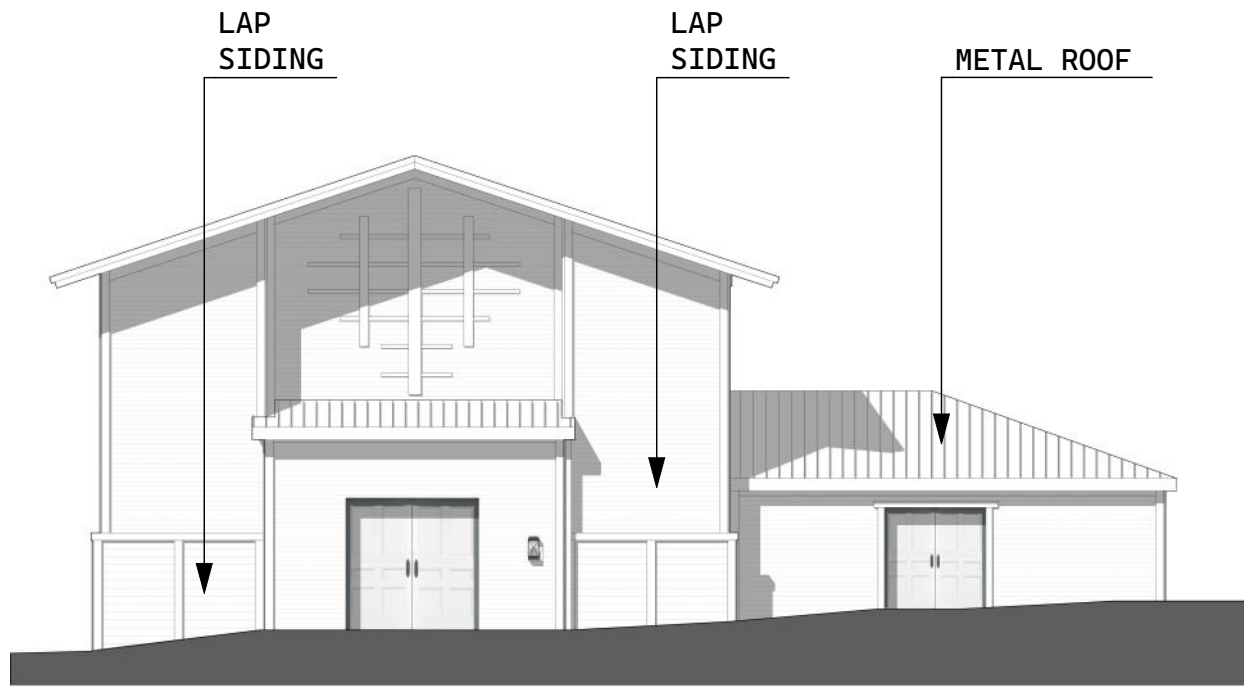 LAP
SIDING
LAP
SIDING
METAL ROOF